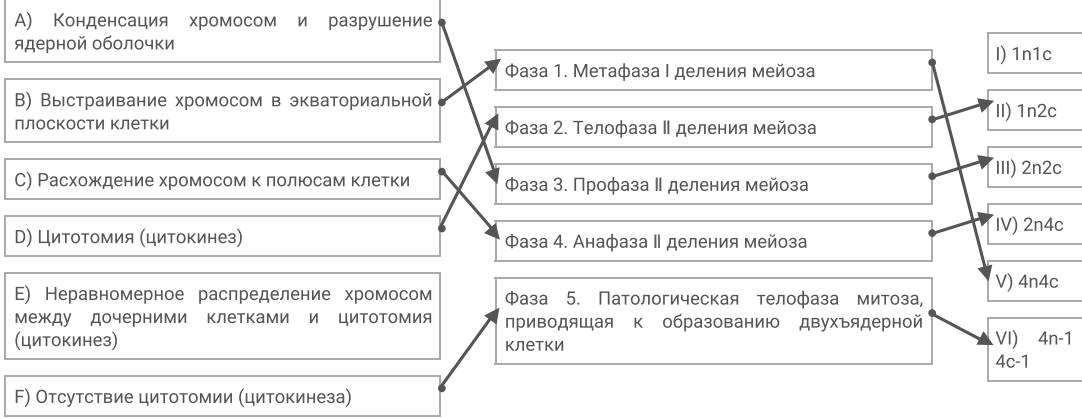 A) Конденсация хромосом и разрушение
ядерной оболочки
B) Выстраивание хромосом в экваториальной
плоскости клетки
C) Расхождение хромосом к полюсам клетки
D) Цитотомия (цитокинез)
E) Неравномерное распределение хромосом
между дочерними клетками и цитотомия
(цитокинез)
F) Отсутствие цитотомии (цитокинеза)
Фаза 1. Метафаза I деления мейоза
Фаза 2. Телофаза II деления мейоза
Фаза 3. Профаза II деления мейоза
Фаза 4. Анафаза II деления мейоза
Фаза 5. Патологическая телофаза митоза,
приводящая к образованию двухъядерной
клетки
I) 1n1c
II) 1n2c
III) 2n2c
IV) 2n4c
V) 4n4c
VI) 4n-1
4c-1